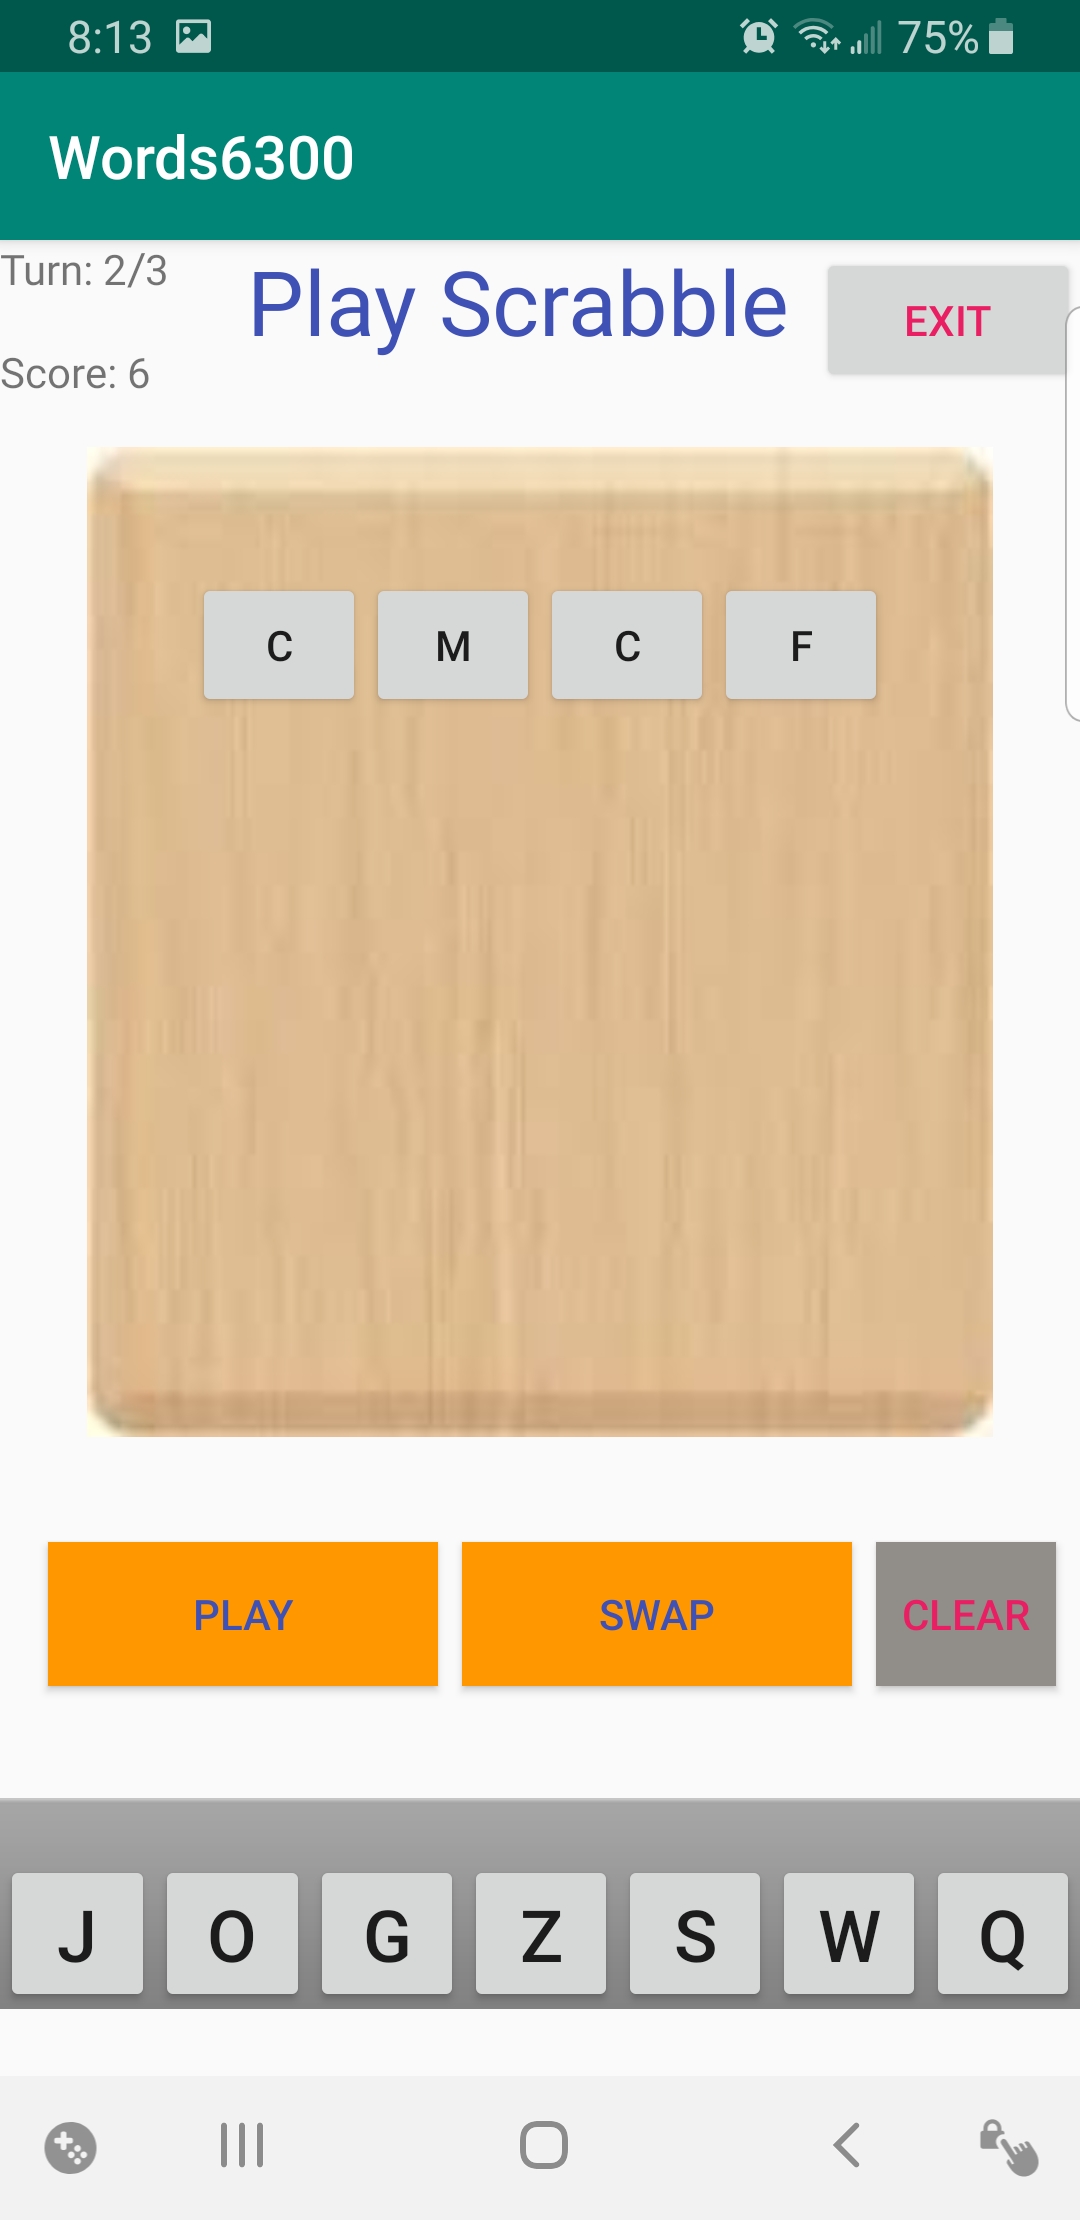 8:13 75%
Words6300
Turn: 2/3
Play Scrabble
EXIT
Score: 6
C M C F
PLAY SWAP CLEAR
J O G Z S W Q